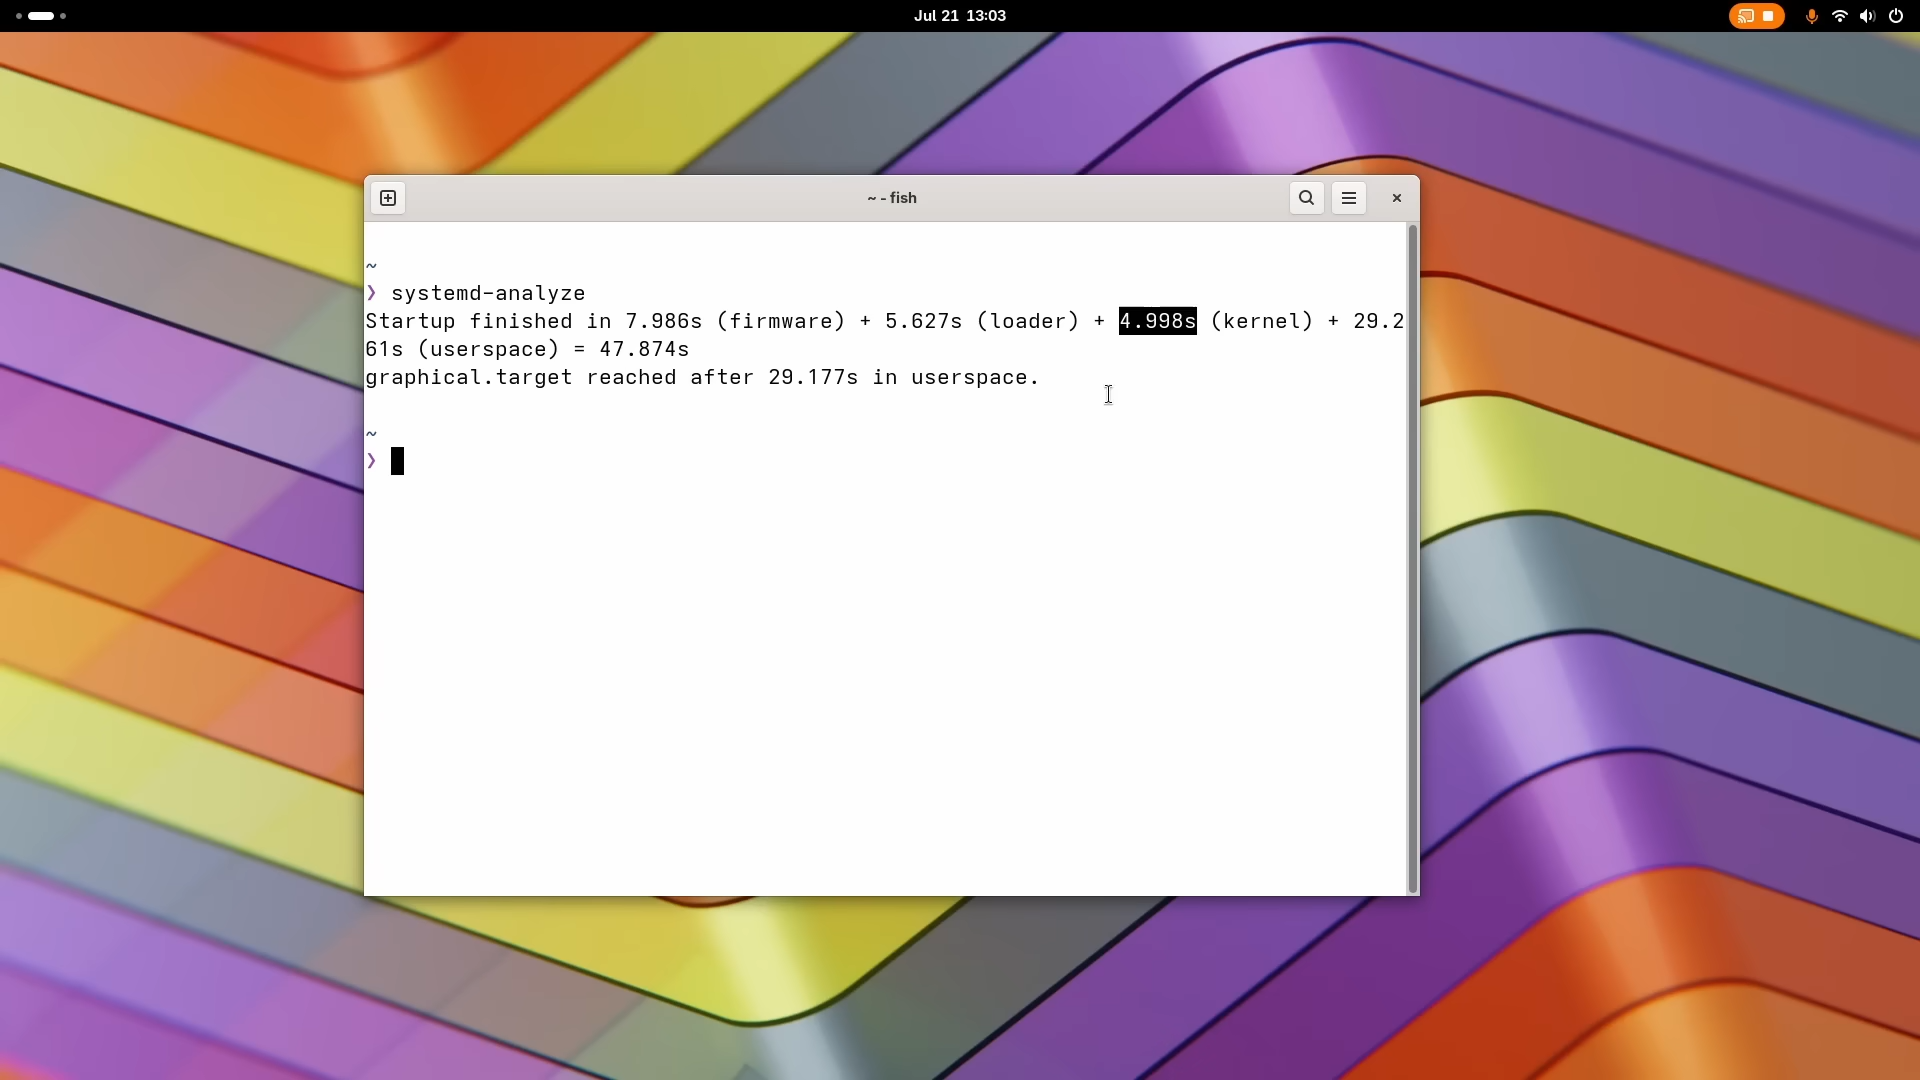 Jul 21 13:03
~ - fish
~
❯ systemd-analyze
Startup finished in 7.986s (firmware) + 5.627s (loader) + 4.998s (kernel) + 29.2
61s (userspace) = 47.874s
graphical.target reached after 29.177s in userspace.
~
❯